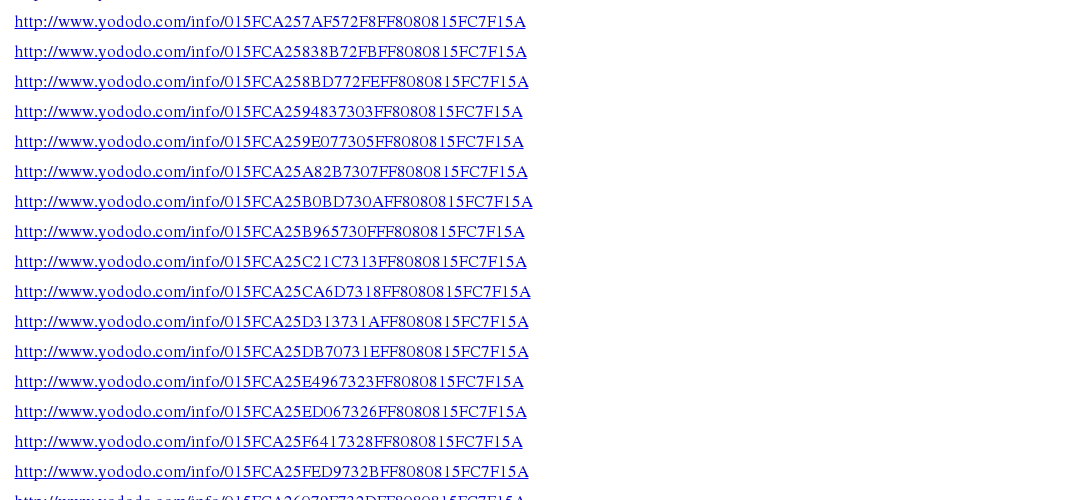 http://www.yododo.com/info/015FCA257AF572F8FF8080815FC7F15A
http://www.yododo.com/info/015FCA25838B72FBFF8080815FC7F15A
http://www.yododo.com/info/015FCA258BD772FEFF8080815FC7F15A
http://www.yododo.com/info/015FCA2594837303FF8080815FC7F15A
http://www.yododo.com/info/015FCA259E077305FF8080815FC7F15A
http://www.yododo.com/info/015FCA25A82B7307FF8080815FC7F15A
http://www.yododo.com/info/015FCA25B0BD730AFF8080815FC7F15A
http://www.yododo.com/info/015FCA25B965730FFF8080815FC7F15A
http://www.yododo.com/info/015FCA25C21C7313FF8080815FC7F15A
http://www.yododo.com/info/015FCA25CA6D7318FF8080815FC7F15A
http://www.yododo.com/info/015FCA25D313731AFF8080815FC7F15A
http://www.yododo.com/info/015FCA25DB70731EFF8080815FC7F15A
http://www.yododo.com/info/015FCA25E4967323FF8080815FC7F15A
http://www.yododo.com/info/015FCA25ED067326FF8080815FC7F15A
http://www.yododo.com/info/015FCA25F6417328FF8080815FC7F15A
http://www.yododo.com/info/015FCA25FED9732BFF8080815FC7F15A